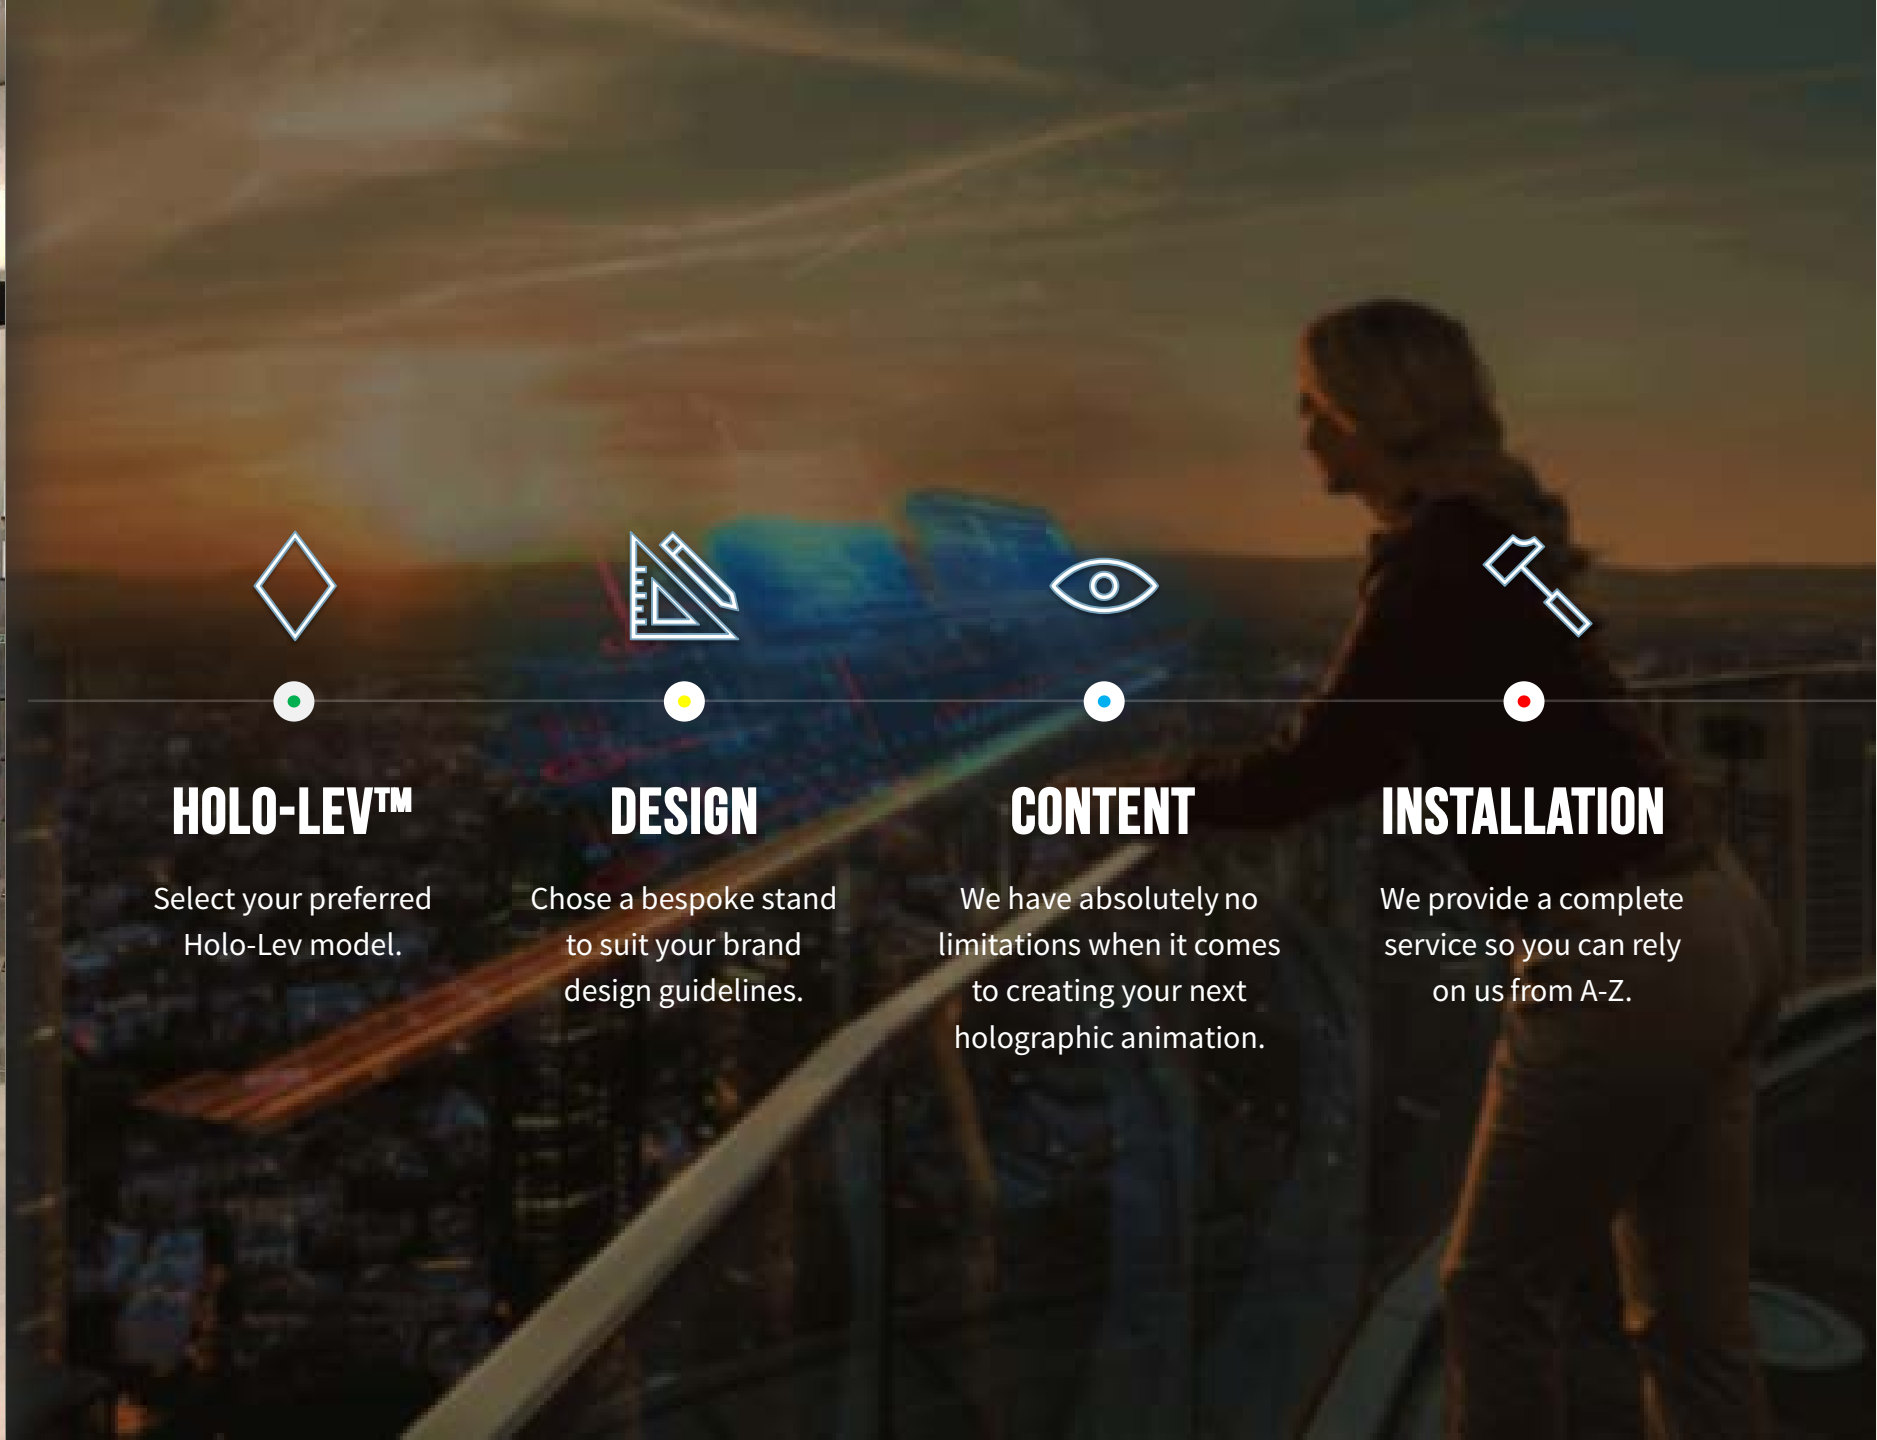 HOLO-LEV™
Select your preferred
Holo-Lev model.
DESIGN
Chose a bespoke stand
to suit your brand
design guidelines.
CONTENT
We have absolutely no
limitations when it comes
to creating your next
holographic animation.
INSTALLATION
We provide a complete
service so you can rely
on us from A-Z.